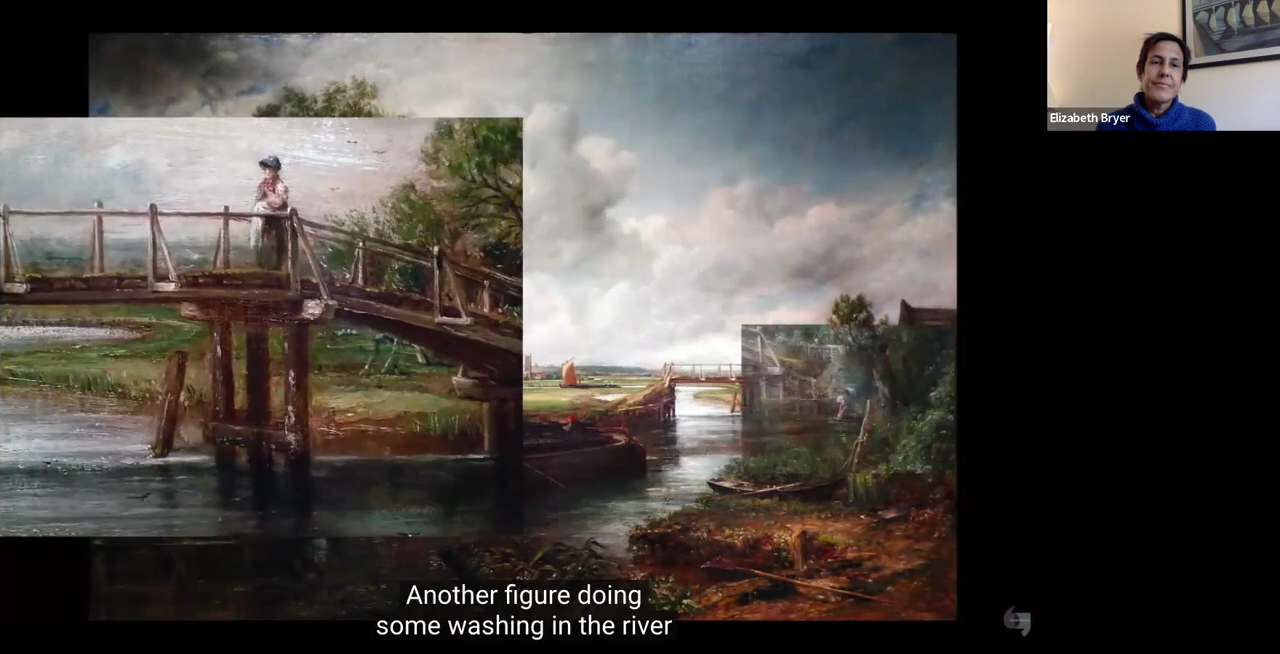 Elizabeth Bryer
Another figure doing
some washing in the river